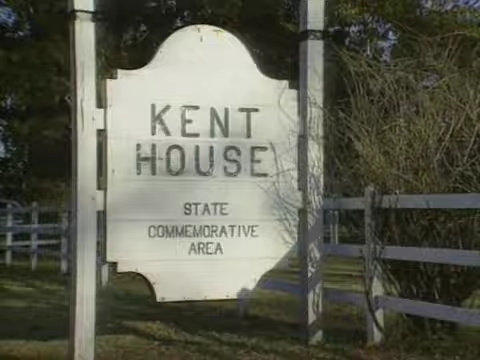 KENT
HOUSE
STATE
COMMEMORATIVE
AREA